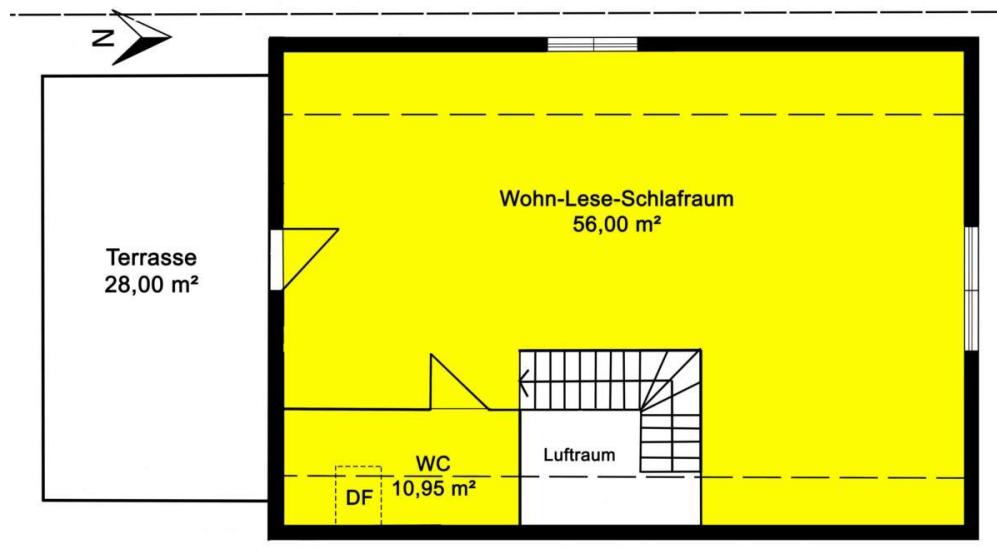 N
Wohn-Lese-Schlafraum
56,00 m²
Terrasse
28,00 m²
Luftraum
WC
10,95 m²
DF